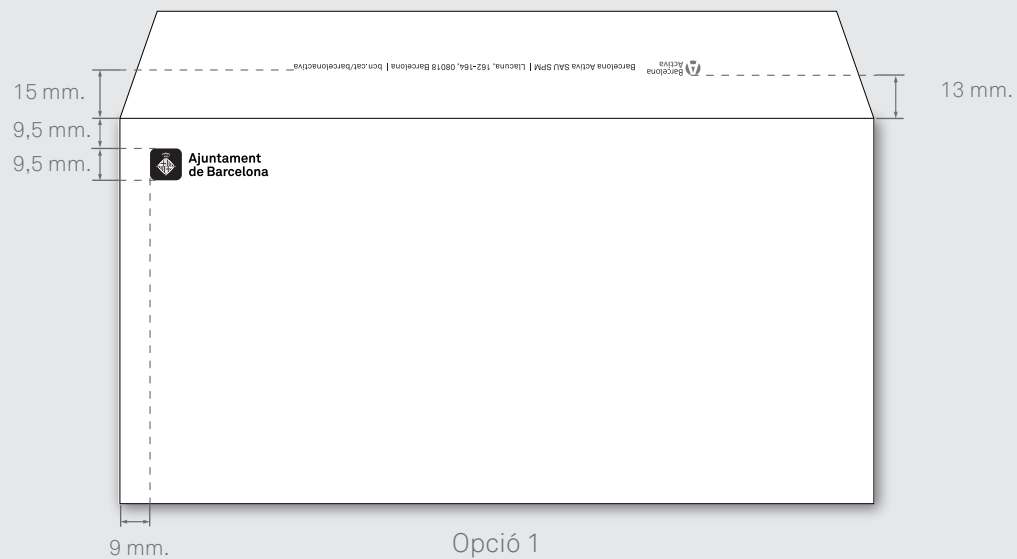 Barcelona
Activa
Barcelona Activa SAU SPM | Llacuna, 162-164, 08018 Barcelona | bcn.cat/barcelonactiva
15 mm.
13 mm.
9,5 mm.
9,5 mm.
Ajuntament
de Barcelona
9 mm.
Opció 1